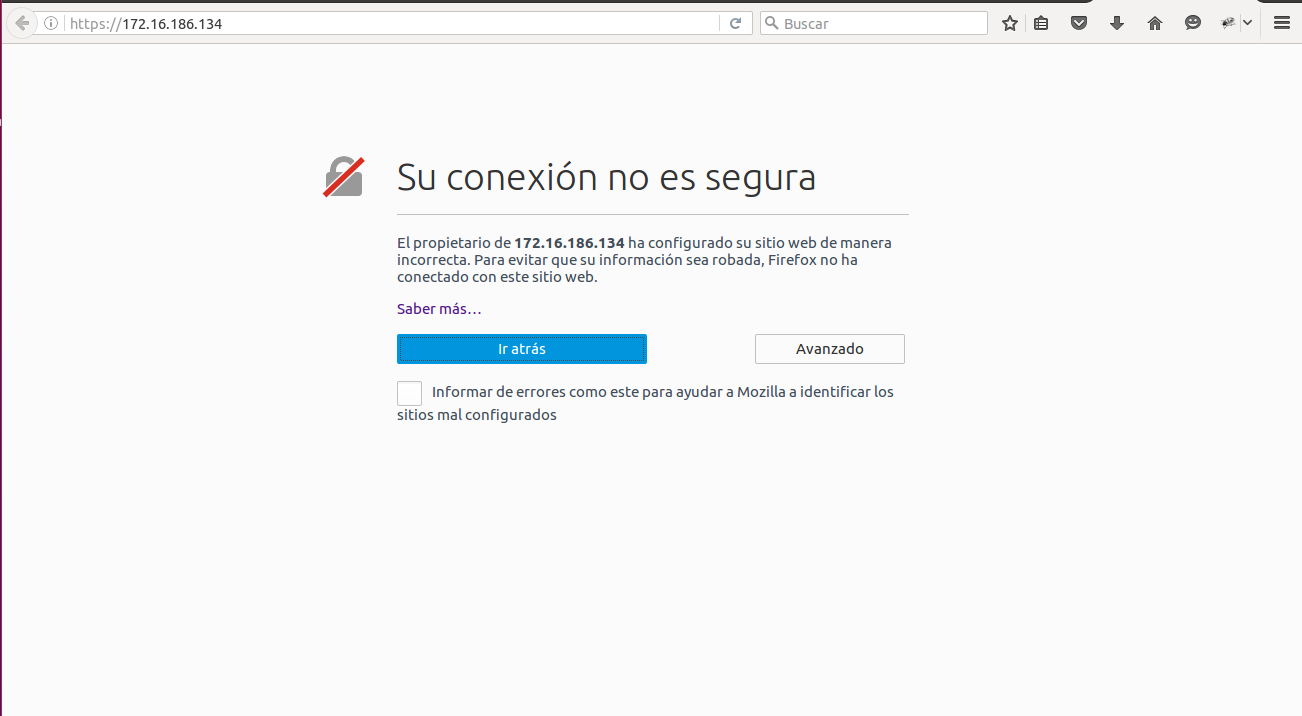 https://172.16.186.134
Buscar
Su conexión no es segura
El propietario de 172.16.186.134 ha configurado su sitio web de manera
incorrecta. Para evitar que su información sea robada, Firefox no ha
conectado con este sitio web.
Saber más…
Ir atrás
Avanzado
Informar de errores como este para ayudar a Mozilla a identificar los
sitios mal configurados